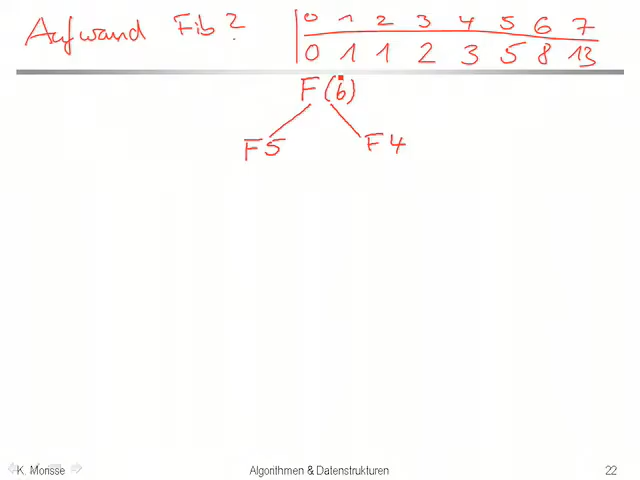 Aufwand Fib?
0 1 2 3 4 5 6 7
0 1 1 2 3 5 8 13
F(6)
F5 F4
K. Morisse Algorithmen & Datenstrukturen 22